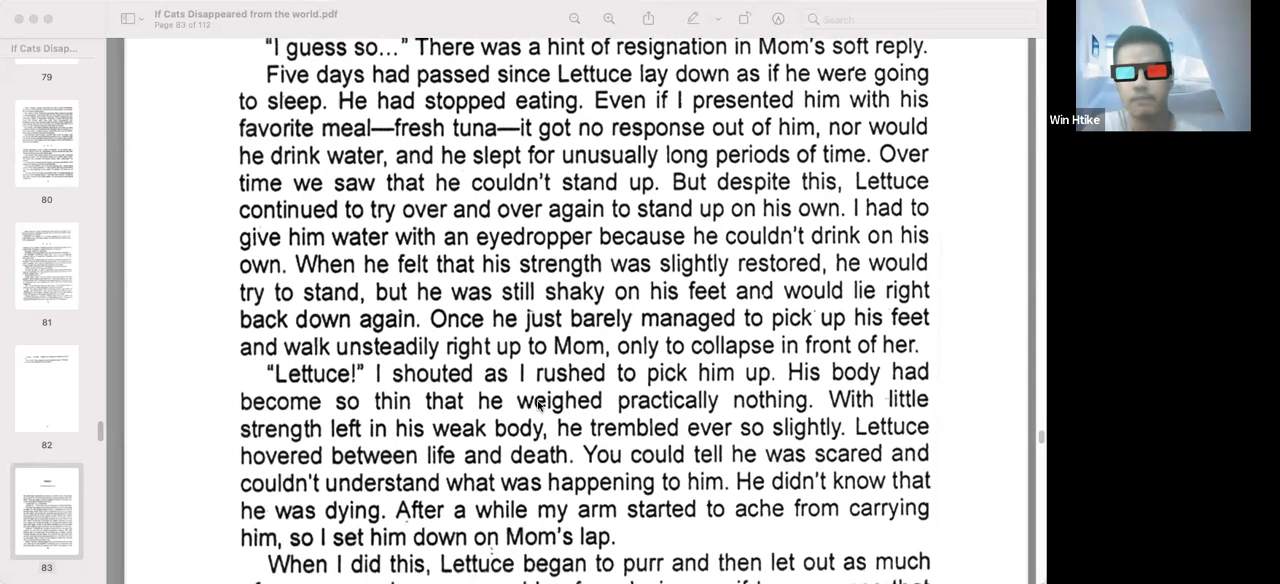 If Cats Disappeared from the world.pdf
Page 83 of 112
Search
If Cats Disap...
79
80
81
82
83
"I guess so..." There was a hint of resignation in Mom's soft reply.
Five days had passed since Lettuce lay down as if he were going
to sleep. He had stopped eating. Even if I presented him with his
favorite meal—fresh tuna—it got no response out of him, nor would
he drink water, and he slept for unusually long periods of time. Over
time we saw that he couldn't stand up. But despite this, Lettuce
continued to try over and over again to stand up on his own. I had to
give him water with an eyedropper because he couldn't drink on his
own. When he felt that his strength was slightly restored, he would
try to stand, but he was still shaky on his feet and would lie right
back down again. Once he just barely managed to pick up his feet
and walk unsteadily right up to Mom, only to collapse in front of her.
"Lettuce!" I shouted as I rushed to pick him up. His body had
become so thin that he weighed practically nothing. With little
strength left in his weak body, he trembled ever so slightly. Lettuce
hovered between life and death. You could tell he was scared and
couldn't understand what was happening to him. He didn't know that
he was dying. After a while my arm started to ache from carrying
him, so I set him down on Mom's lap.
When I did this, Lettuce began to purr and then let out as much
Win Htike